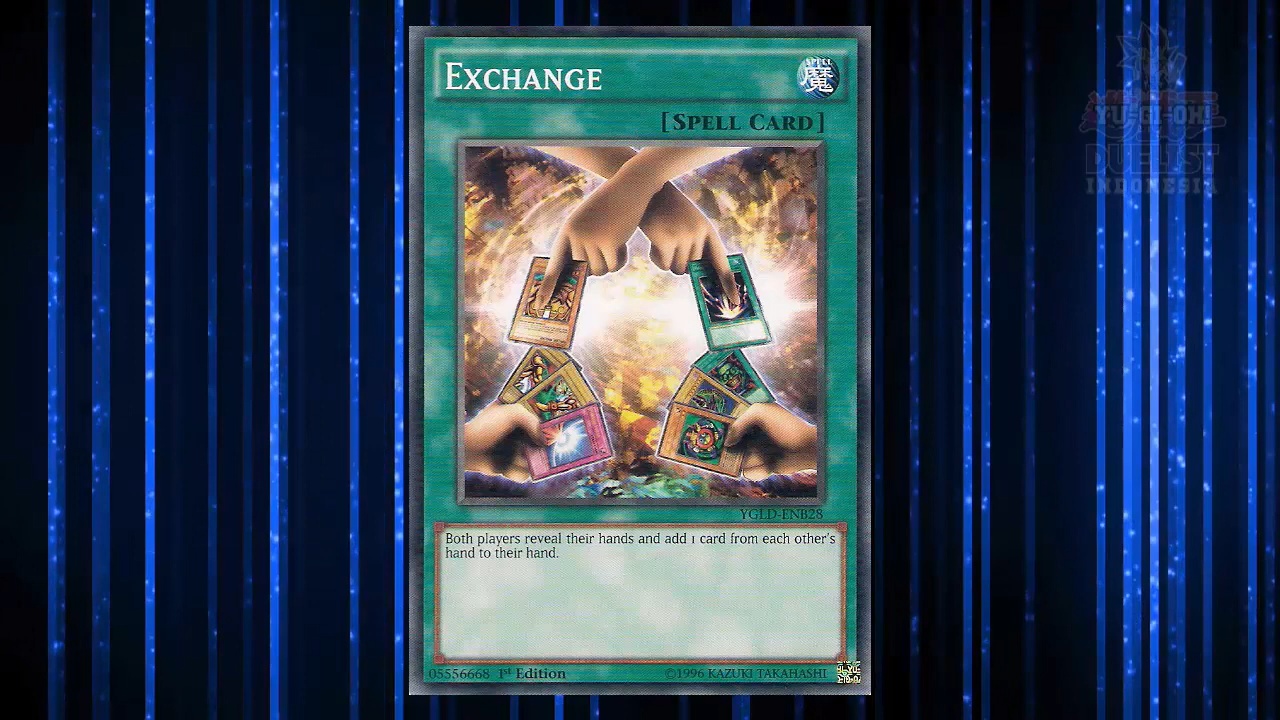 EXCHANGE
SPELL
魔
[SPELL CARD]
YU-GI-OH!
DUELIST
INDONESIA
YGLD-ENB28
Both players reveal their hands and add 1 card from each other's
hand to their hand.
05556668 1st Edition
©1996 KAZUKI TAKAHASHI